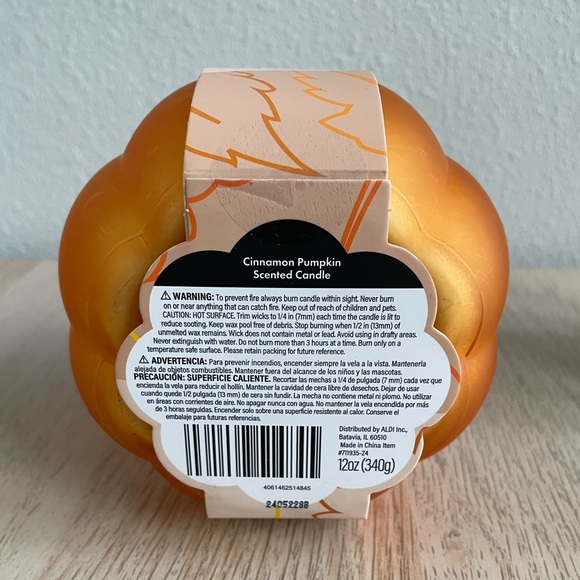 Cinnamon Pumpkin
Scented Candle
⚠ WARNING: To prevent fire always burn candle within sight. Never burn
on or near anything that can catch fire. Keep out of reach of children and pets.
CAUTION: HOT SURFACE. Trim wicks to 1/4 in (7mm) each time the candle is lit to
reduce sooting. Keep wax pool free of debris. Stop burning when 1/2 in (13mm) of
unmelted wax remains. Wick does not contain metal or lead. Avoid using in drafty areas.
Never extinguish with water. Do not burn more than 3 hours at a time. Burn only on a
temperature safe surface. Please retain packing for future reference.
⚠ ADVERTENCIA: Para prevenir incendios, encender siempre la vela a la vista. Mantenerla
alejada de objetos combustibles. Mantener fuera del alcance de los niños y las mascotas.
PRECAUCIÓN: SUPERFICIE CALIENTE. Recortar las mechas a 1/4 de pulgada (7 mm) cada vez que
encienda la vela para reducir el hollín. Mantener la cavidad de cera libre de desechos. Dejar de usar
cuando quede 1/2 pulgada (13 mm) de cera sin fundir. La mecha no contiene metal ni plomo. No utilizar
en áreas con corrientes de aire. No apagar nunca con agua. No mantener la vela encendida por más
de 3 horas seguidas. Encender solo sobre una superficie resistente al calor. Conserve el
embalaje para futuras referencias.
Distributed by ALDI Inc.,
Batavia, IL 60510
Made in China Item
#711935-24
12oz (340g)
4061462514845
2405228B